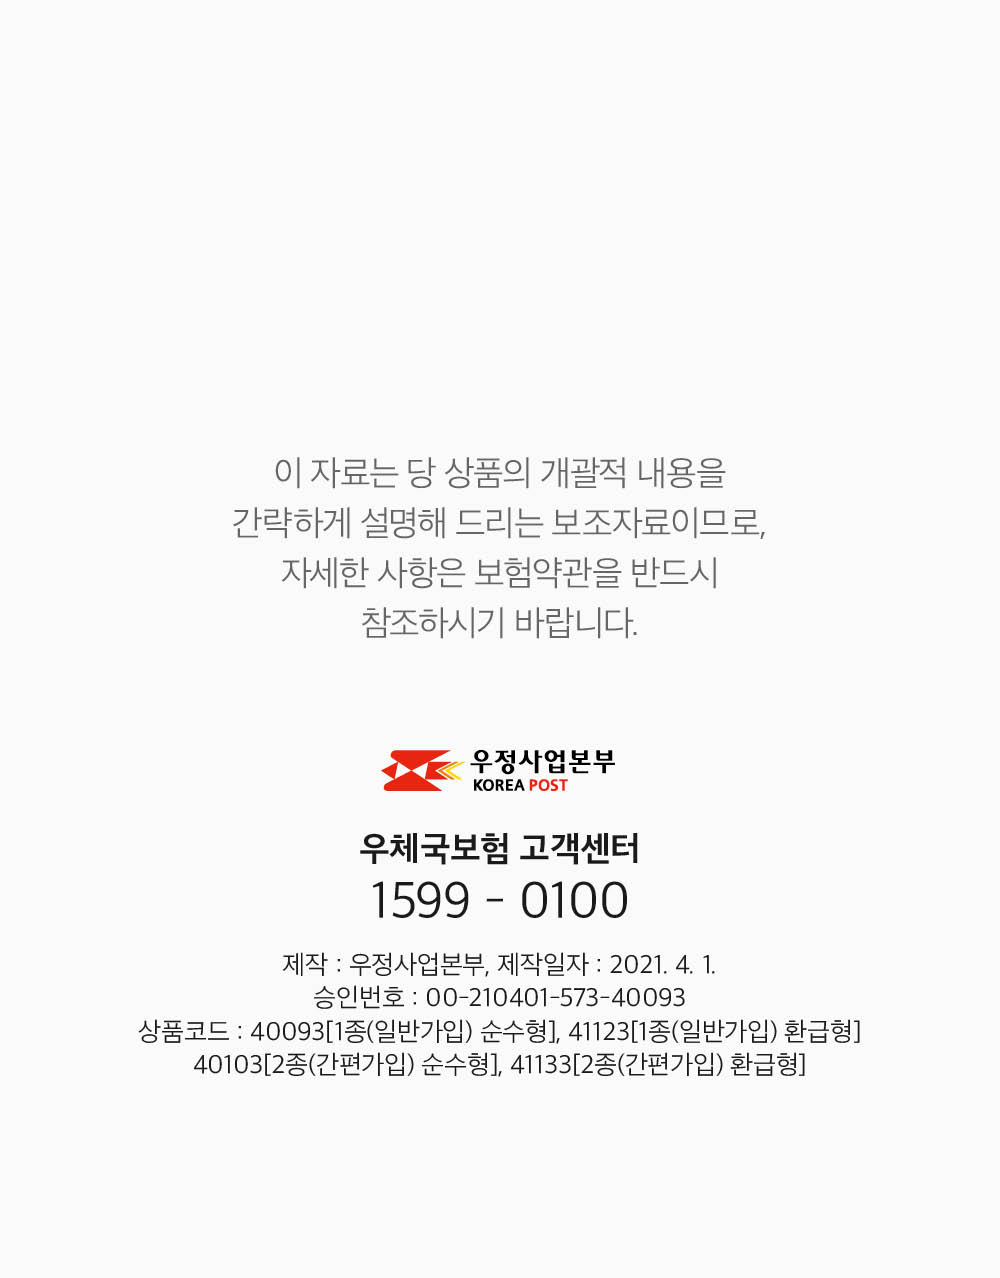 이 자료는 당 상품의 개괄적 내용을
간략하게 설명해 드리는 보조자료이므로,
자세한 사항은 보험약관을 반드시
참조하시기 바랍니다.
우정사업본부
KOREA POST
우체국보험 고객센터
1599 - 0100
제작 : 우정사업본부, 제작일자 : 2021. 4. 1.
승인번호 : 00-210401-573-40093
상품코드 : 40093[1종(일반가입) 순수형], 41123[1종(일반가입) 환급형]
40103[2종(간편가입) 순수형], 41133[2종(간편가입) 환급형]